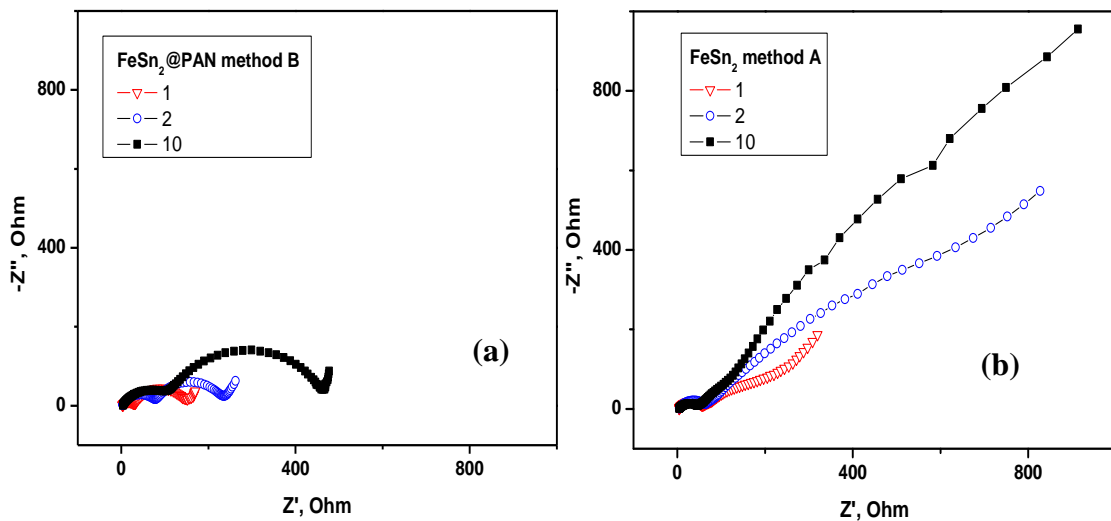 800
400
0
-Z'', Ohm
FeSn₂@PAN method B
1
2
10
(a)
0 400 800
Z', Ohm
800
400
0
-Z'', Ohm
FeSn₂ method A
1
2
10
(b)
0 400 800
Z', Ohm